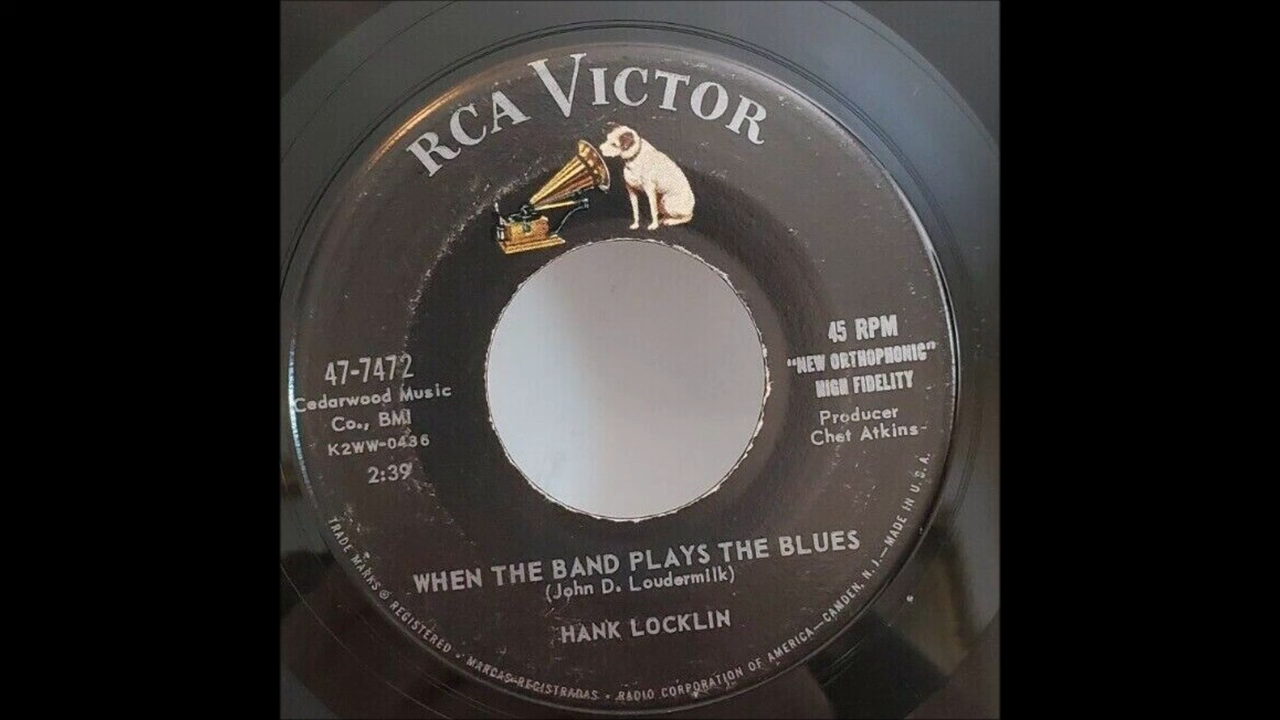 RCA VICTOR
47-7472
Cedarwood Music
Co., BMI
K2WW-0436
2:39
45 RPM
"NEW ORTHOPHONIC"
HIGH FIDELITY
Producer
Chet Atkins
WHEN THE BAND PLAYS THE BLUES
(John D. Loudermilk)
HANK LOCKLIN
TRADE MARKS ® REGISTERED • MARCAS REGISTRADAS • RADIO CORPORATION OF AMERICA—CAMDEN, N. J.—MADE IN U.S.A.